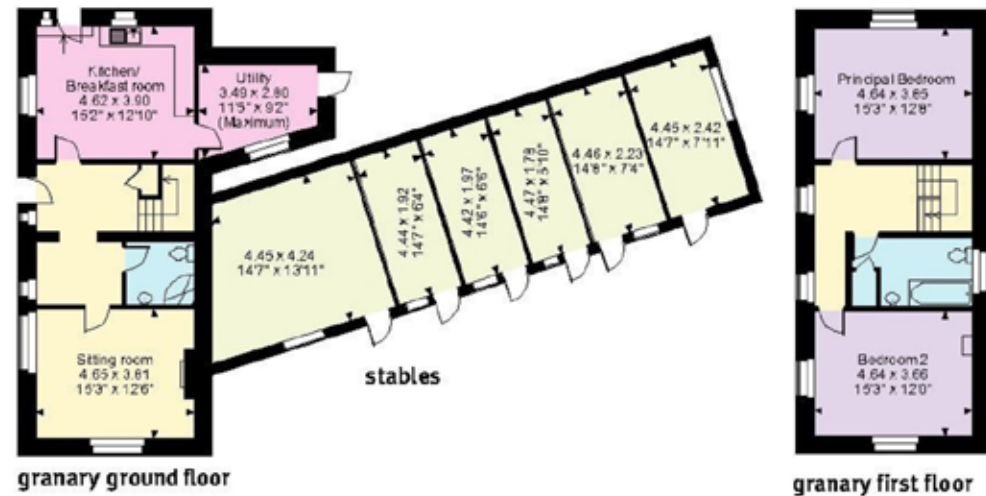 Kitchen/
Breakfast room
4.62 x 3.90
15'2" x 12'10"
Utility
3.49 x 2.80
11'5" x 9'2"
(Maximum)
4.45 x 4.24
14'7" x 13'11"
4.44 x 1.92
14'7" x 6'4"
4.42 x 1.97
14'6" x 6'6"
4.47 x 1.78
14'8" x 5'10"
4.46 x 2.23
14'8" x 7'4"
4.45 x 2.42
14'7" x 7'11"
stables
Sitting room
4.65 x 3.81
15'3" x 12'6"
granary ground floor
Principal Bedroom
4.64 x 3.85
15'3" x 12'8"
Bedroom 2
4.64 x 3.66
15'3" x 12'0"
granary first floor